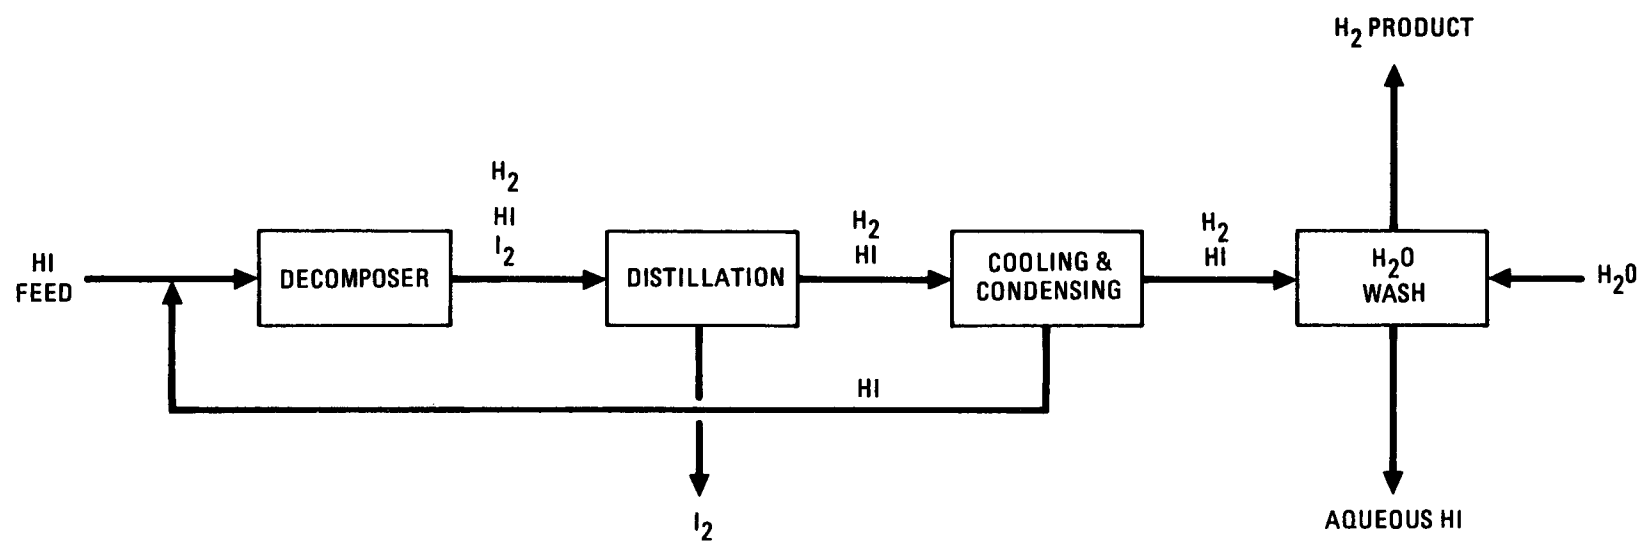 H₂ PRODUCT
H₂
HI
I₂
H₂
HI
H₂
HI
HI
FEED
DECOMPOSER
DISTILLATION
COOLING &
CONDENSING
H₂O
WASH
H₂O
HI
I₂
AQUEOUS HI